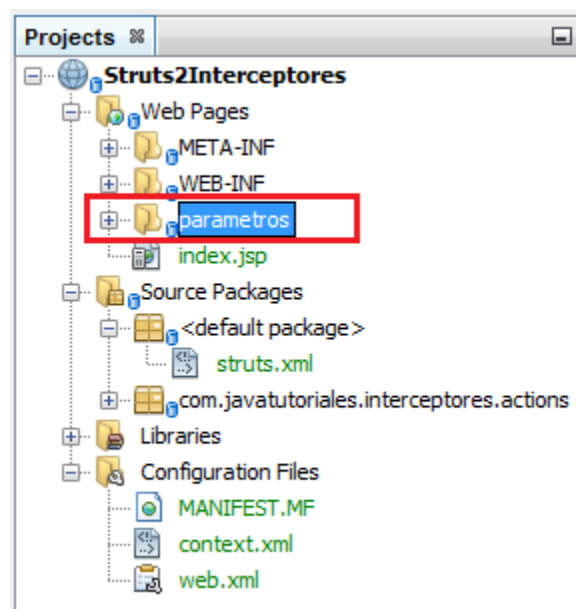 Projects
Struts2Interceptores
Web Pages
META-INF
WEB-INF
parametros
index.jsp
Source Packages
<default package>
struts.xml
com.javatutoriales.interceptores.actions
Libraries
Configuration Files
MANIFEST.MF
context.xml
web.xml